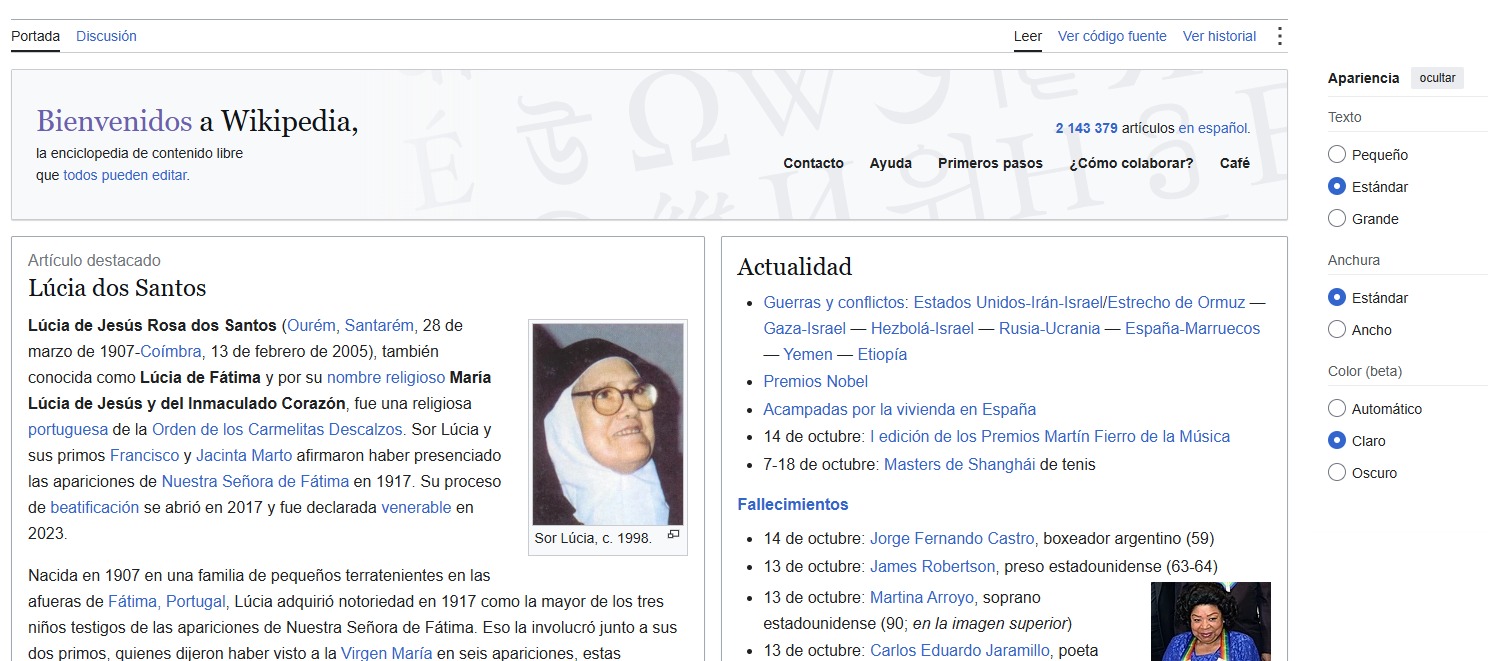 Portada Discusión Leer Ver código fuente Ver historial
Bienvenidos a Wikipedia,
la enciclopedia de contenido libre
que todos pueden editar.
2 143 379 artículos en español.
Contacto Ayuda Primeros pasos ¿Cómo colaborar? Café
Artículo destacado
Lúcia dos Santos
Lúcia de Jesús Rosa dos Santos (Ourém, Santarém, 28 de
marzo de 1907-Coímbra, 13 de febrero de 2005), también
conocida como Lúcia de Fátima y por su nombre religioso María
Lúcia de Jesús y del Inmaculado Corazón, fue una religiosa
portuguesa de la Orden de los Carmelitas Descalzos. Sor Lúcia y
sus primos Francisco y Jacinta Marto afirmaron haber presenciado
las apariciones de Nuestra Señora de Fátima en 1917. Su proceso
de beatificación se abrió en 2017 y fue declarada venerable en
2023.
Sor Lúcia, c. 1998.
Nacida en 1907 en una familia de pequeños terratenientes en las
afueras de Fátima, Portugal, Lúcia adquirió notoriedad en 1917 como la mayor de los tres
niños testigos de las apariciones de Nuestra Señora de Fátima. Eso la involucró junto a sus
dos primos, quienes dijeron haber visto a la Virgen María en seis apariciones, estas
Actualidad
Guerras y conflictos: Estados Unidos-Irán-Israel/Estrecho de Ormuz —
Gaza-Israel — Hezbolá-Israel — Rusia-Ucrania — España-Marruecos
— Yemen — Etiopía
Premios Nobel
Acampadas por la vivienda en España
14 de octubre: I edición de los Premios Martín Fierro de la Música
7-18 de octubre: Masters de Shanghái de tenis
Fallecimientos
14 de octubre: Jorge Fernando Castro, boxeador argentino (59)
13 de octubre: James Robertson, preso estadounidense (63-64)
13 de octubre: Martina Arroyo, soprano
estadounidense (90; en la imagen superior)
13 de octubre: Carlos Eduardo Jaramillo, poeta
Apariencia ocultar
Texto
Pequeño
Estándar
Grande
Anchura
Estándar
Ancho
Color (beta)
Automático
Claro
Oscuro